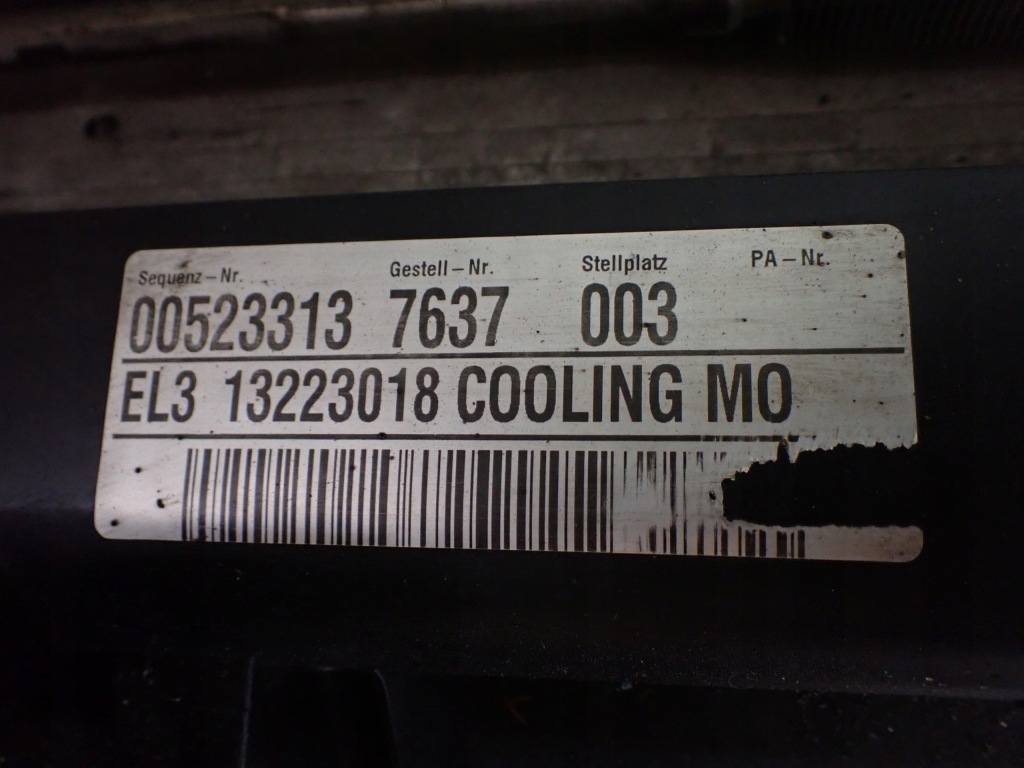 Sequenz-Nr. Gestell-Nr. Stellplatz PA-Nr.
00523313 7637 003
EL3 13223018 COOLING MO